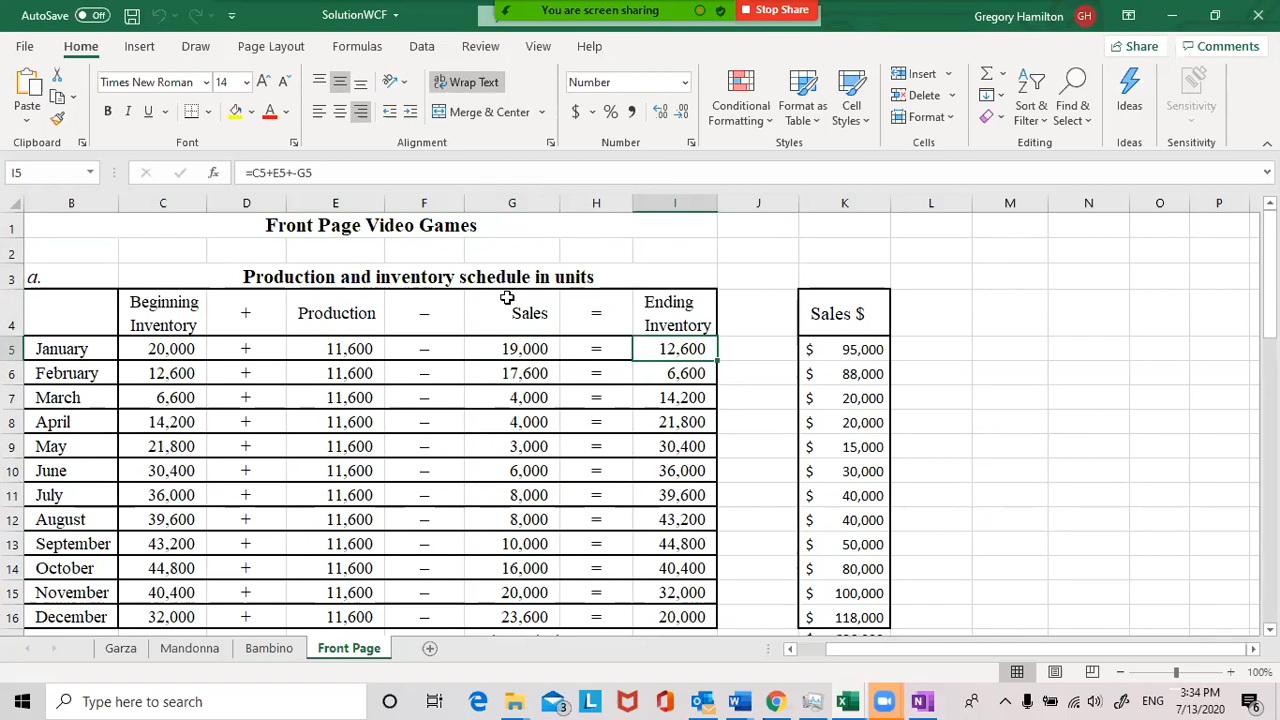 AutoSave Off SolutionWCF You are screen sharing Stop Share Gregory Hamilton GH
File Home Insert Draw Page Layout Formulas Data Review View Help Share Comments
Paste Times New Roman 14 Wrap Text Number Conditional Formatting Format as Table Cell Styles Insert Sort & Filter Find & Select Ideas Sensitivity
B I U A Merge & Center $ % Delete
Format
Clipboard Font Alignment Number Styles Cells Editing Ideas Sensitivity
I5 fx =C5+E5+-G5
B C D E F G H I J K L M N O P
1 Front Page Video Games
2
3 a. Production and inventory schedule in units
4 Beginning Inventory + Production – Sales = Ending Inventory Sales $
5 January 20,000 + 11,600 – 19,000 = 12,600 $ 95,000
6 February 12,600 + 11,600 – 17,600 = 6,600 $ 88,000
7 March 6,600 + 11,600 – 4,000 = 14,200 $ 20,000
8 April 14,200 + 11,600 – 4,000 = 21,800 $ 20,000
9 May 21,800 + 11,600 – 3,000 = 30,400 $ 15,000
10 June 30,400 + 11,600 – 6,000 = 36,000 $ 30,000
11 July 36,000 + 11,600 – 8,000 = 39,600 $ 40,000
12 August 39,600 + 11,600 – 8,000 = 43,200 $ 40,000
13 September 43,200 + 11,600 – 10,000 = 44,800 $ 50,000
14 October 44,800 + 11,600 – 16,000 = 40,400 $ 80,000
15 November 40,400 + 11,600 – 20,000 = 32,000 $ 100,000
16 December 32,000 + 11,600 – 23,600 = 20,000 $ 118,000
Garza Mandonna Bambino Front Page
100%
Type here to search 3 L ENG 3:34 PM 6
7/13/2020